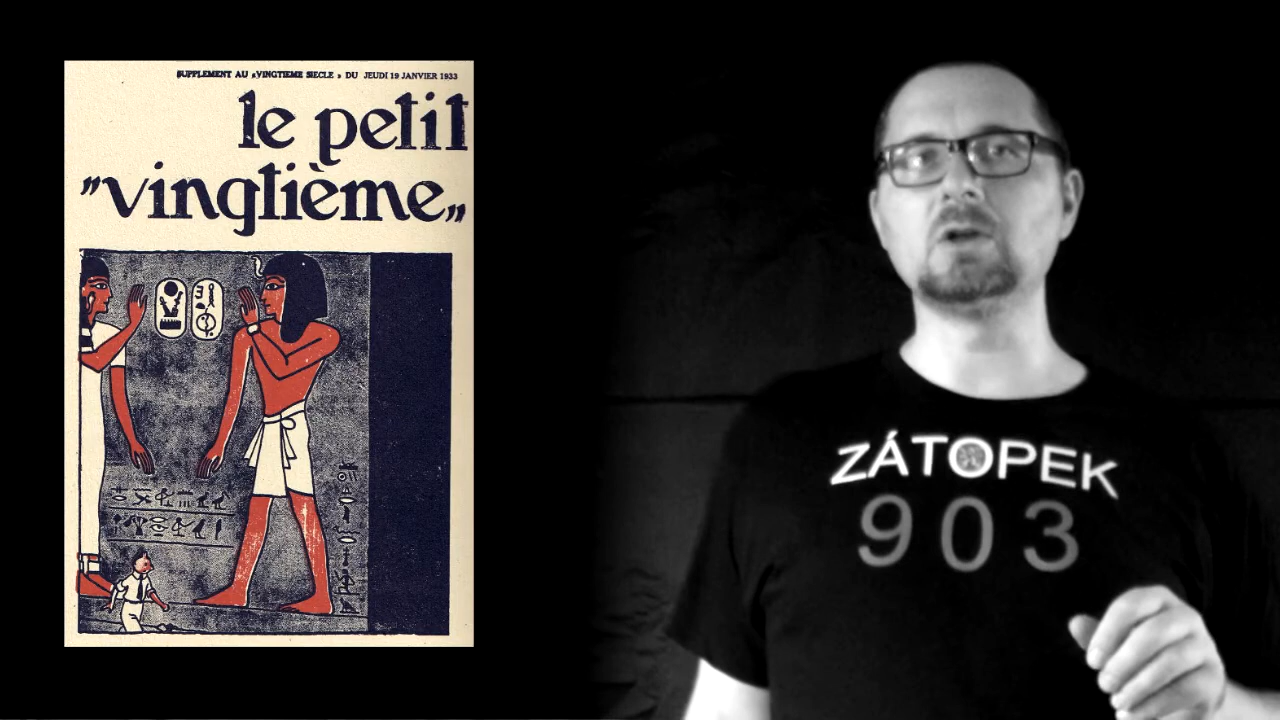 SUPPLEMENT AU «VINGTIEME SIECLE » DU JEUDI 19 JANVIER 1933
le petit
"vingtième„
ZÁTOPEK
903